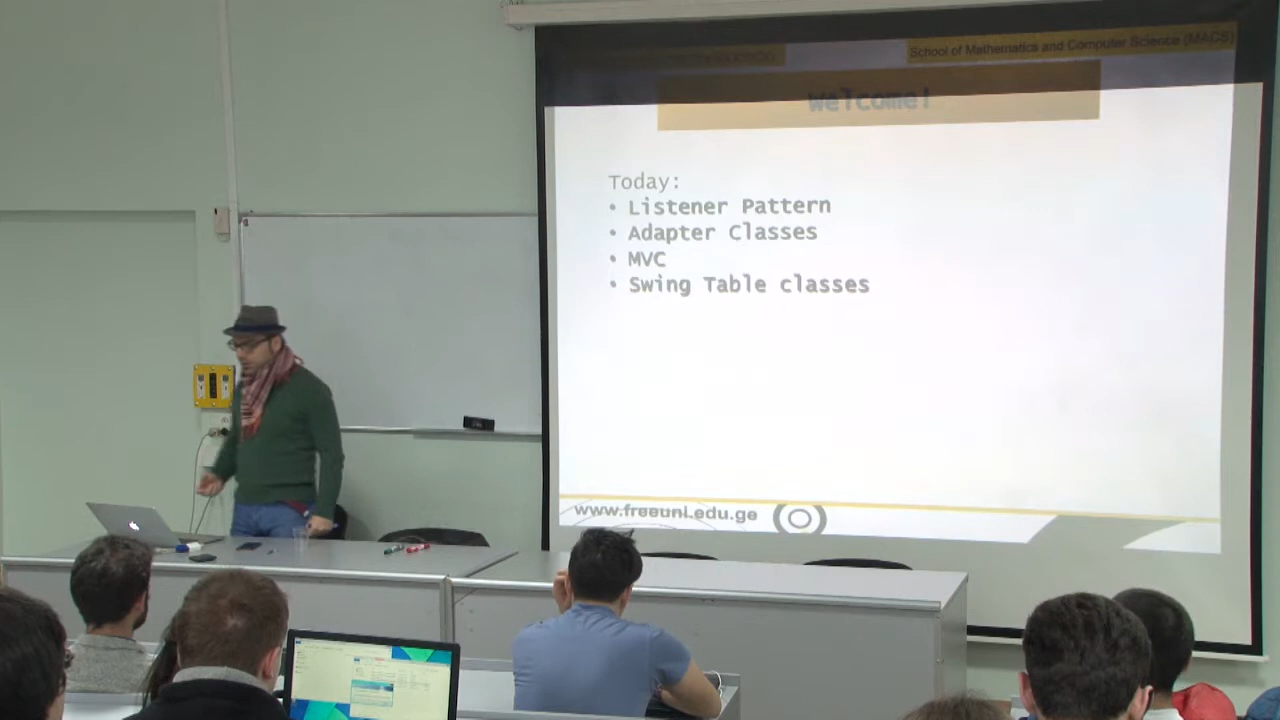 School of Mathematics and Computer Science (MACS)
Welcome!
Today:
• Listener Pattern
• Adapter Classes
• MVC
• Swing Table classes
www.freeuni.edu.ge